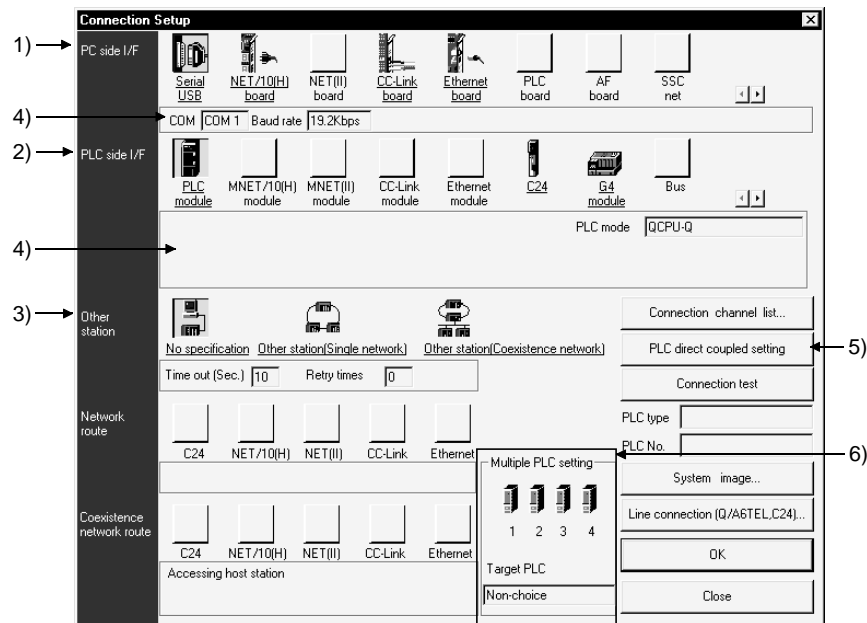 Connection Setup
1)
PC side I/F
Serial USB
NET/10(H) board
NET(II) board
CC-Link board
Ethernet board
PLC board
AF board
SSC net
4)
COM COM 1 Baud rate 19.2Kbps
2)
PLC side I/F
PLC module
MNET/10(H) module
MNET(II) module
CC-Link module
Ethernet module
C24
G4 module
Bus
4)
PLC mode QCPU-Q
3)
Other station
No specification
Other station(Single network)
Other station(Coexistence network)
Time out (Sec.) 10 Retry times 0
Connection channel list...
PLC direct coupled setting
5)
Connection test
PLC type
PLC No.
Network route
C24 NET/10(H) NET(II) CC-Link Ethernet
6)
Multiple PLC setting
1 2 3 4
Target PLC
Non-choice
System image...
Line connection (Q/A6TEL,C24)...
OK
Close
Coexistence network route
C24 NET/10(H) NET(II) CC-Link Ethernet
Accessing host station